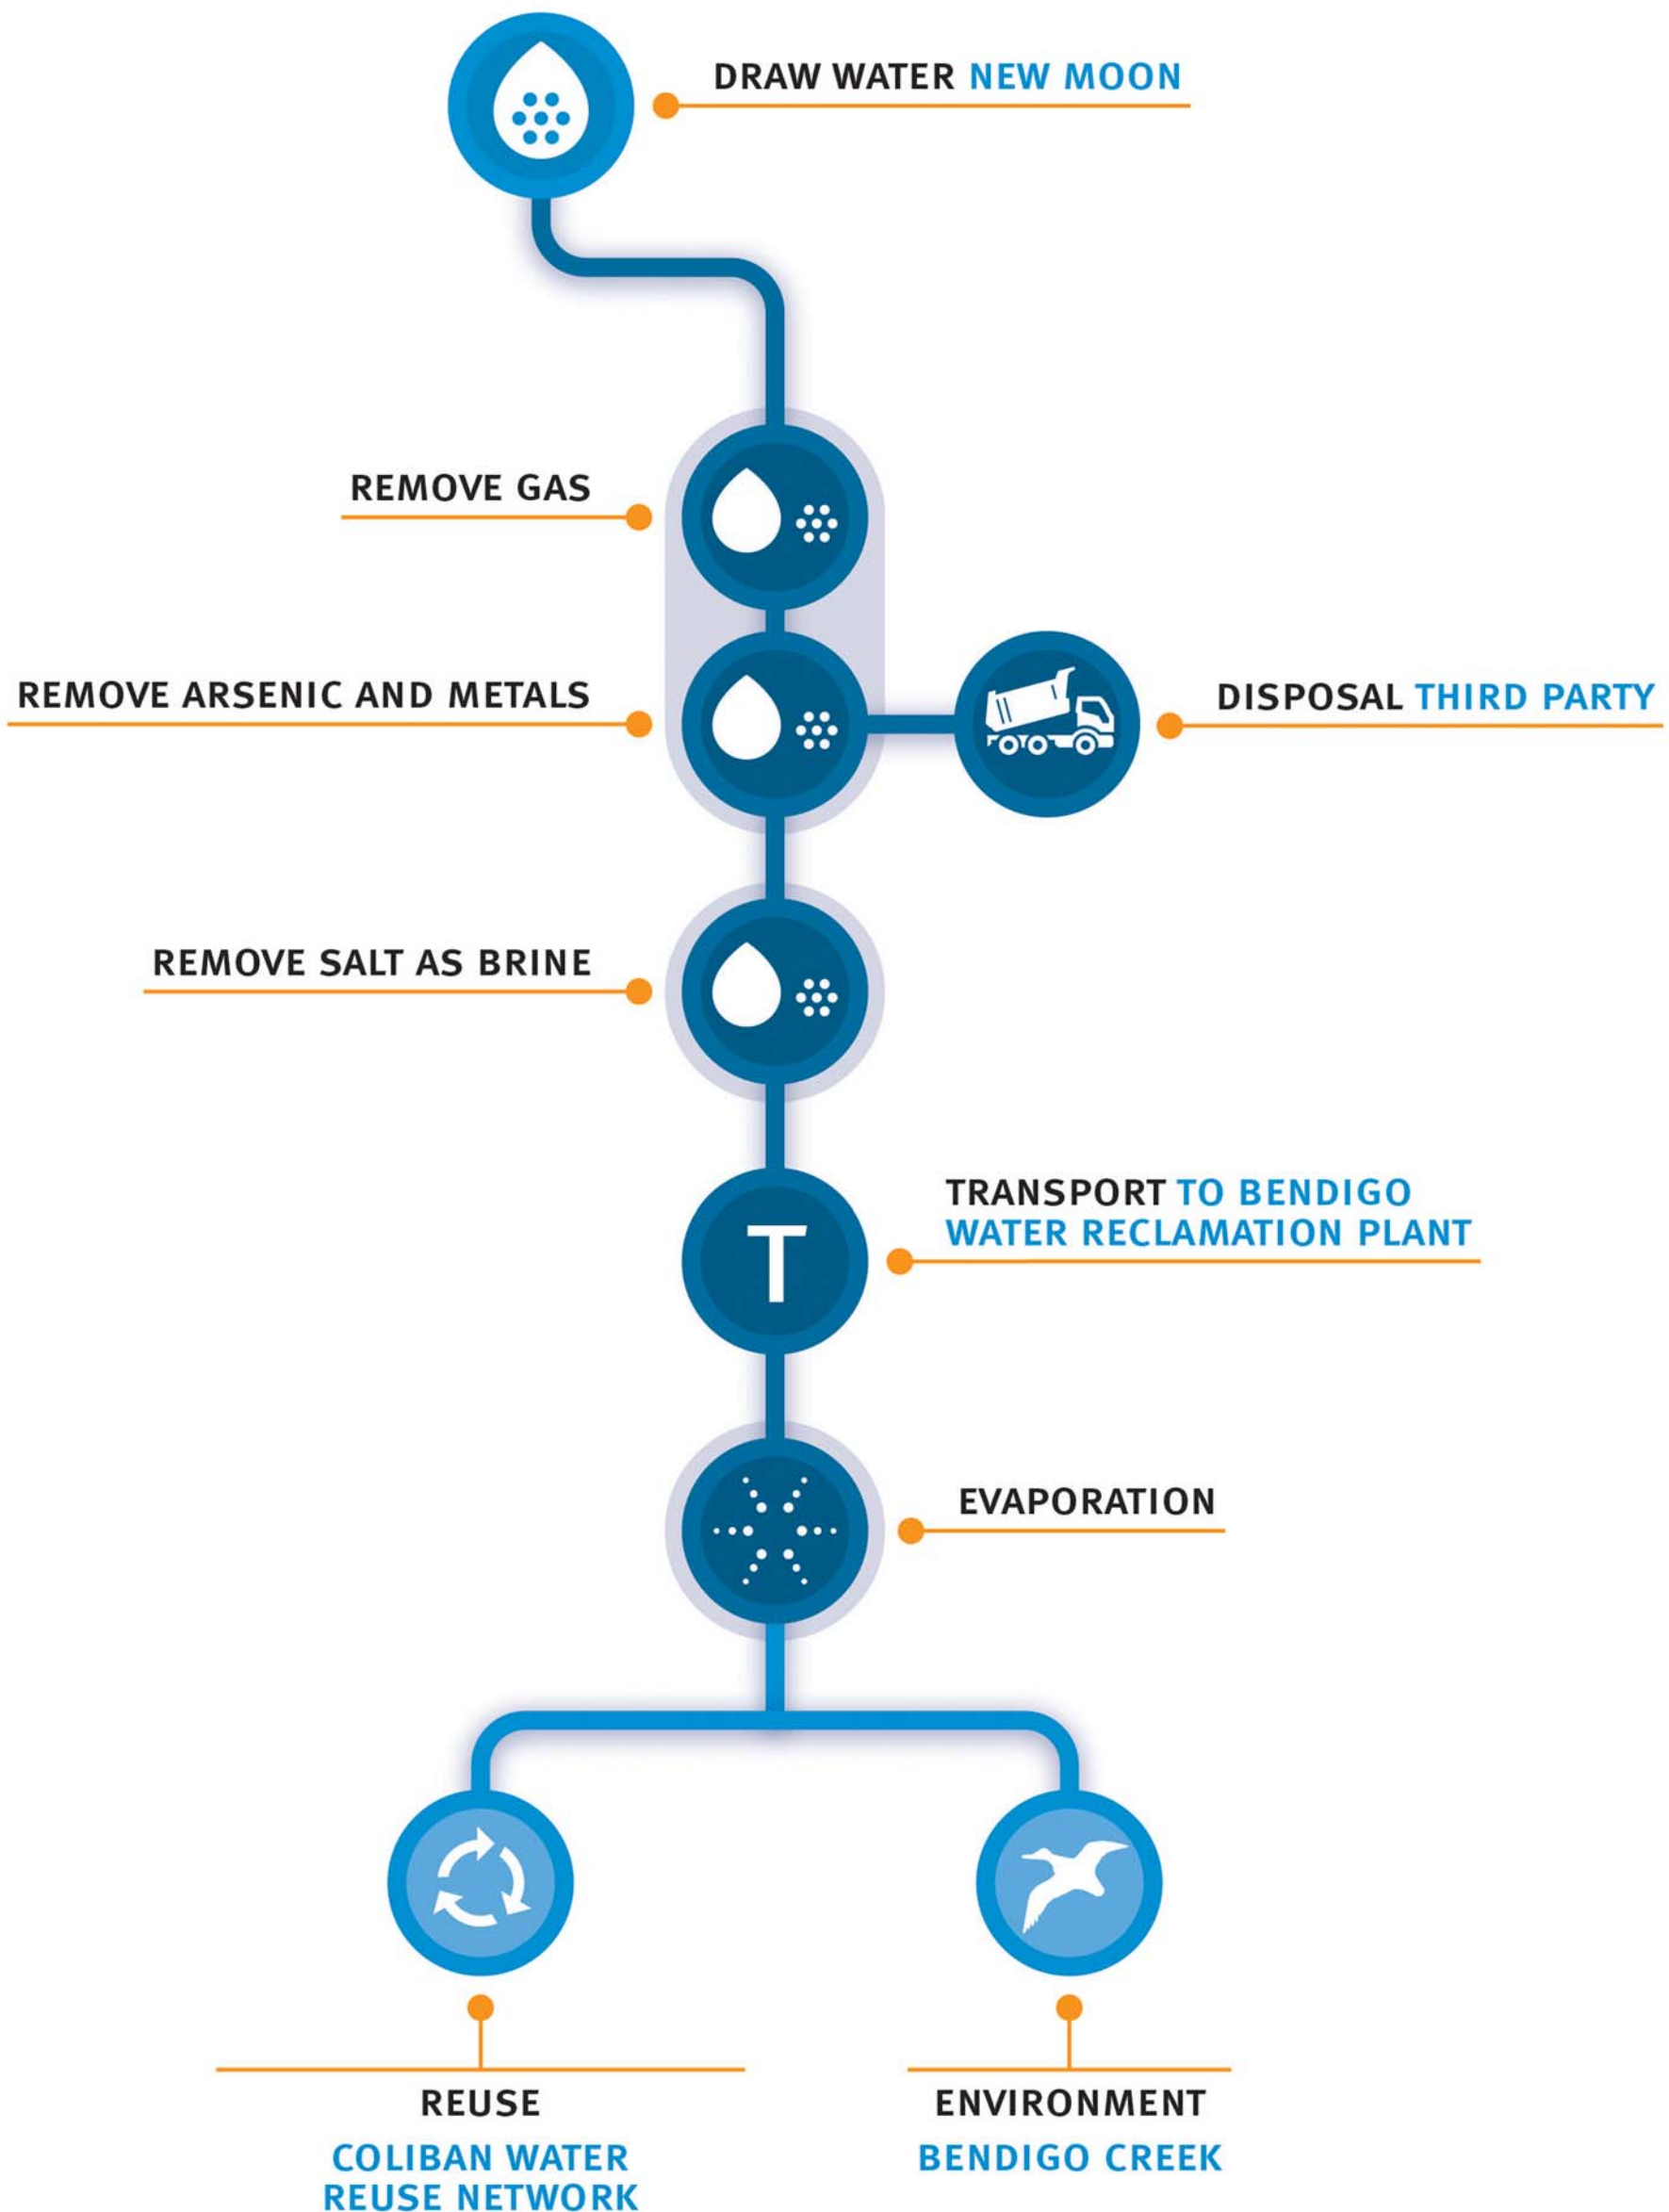 DRAW WATER NEW MOON
REMOVE GAS
REMOVE ARSENIC AND METALS
DISPOSAL THIRD PARTY
REMOVE SALT AS BRINE
T
TRANSPORT TO BENDIGO
WATER RECLAMATION PLANT
EVAPORATION
REUSE
COLIBAN WATER
REUSE NETWORK
ENVIRONMENT
BENDIGO CREEK